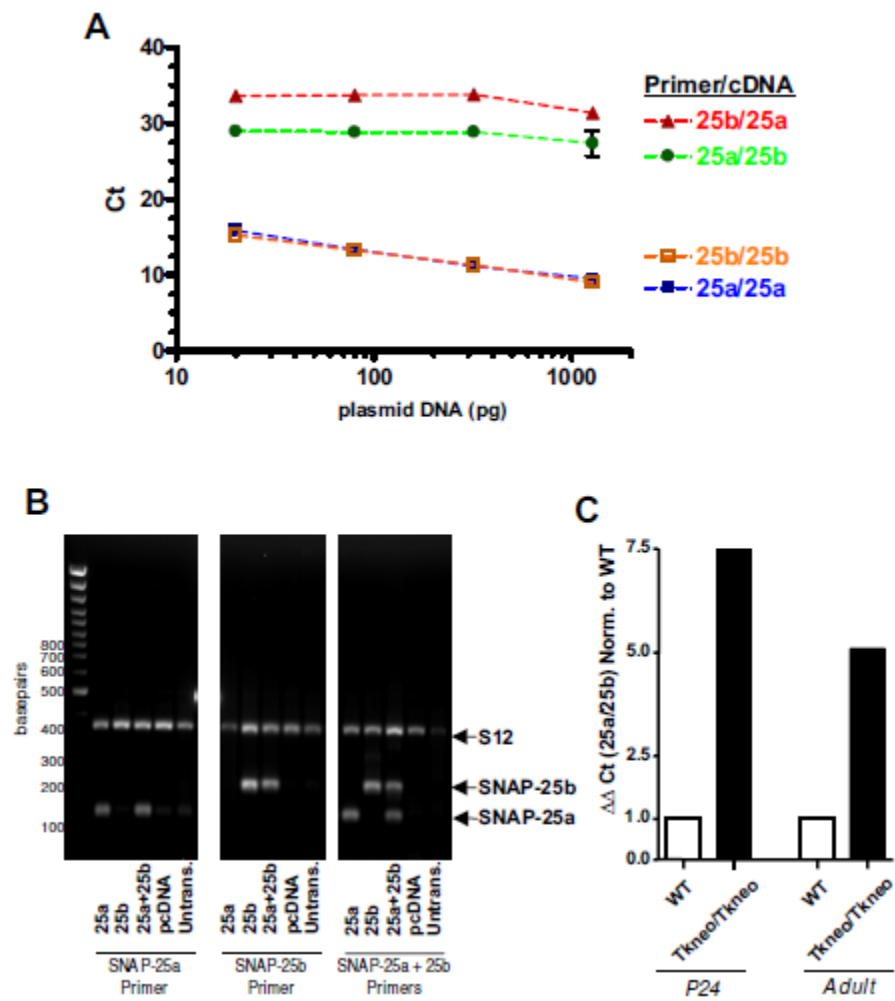 A
40
30
20
10
0
Ct
10
100
1000
plasmid DNA (pg)
Primer/cDNA
25b/25a
25a/25b
25b/25b
25a/25a
B
basepairs
800
700
600
500
400
300
200
100
S12
SNAP-25b
SNAP-25a
25a
25b
25a+25b
pcDNA
Untrans.
25a
25b
25a+25b
pcDNA
Untrans.
25a
25b
25a+25b
pcDNA
Untrans.
SNAP-25a
Primer
SNAP-25b
Primer
SNAP-25a + 25b
Primers
C
ΔΔ Ct (25a/25b) Norm. to WT
7.5
5.0
2.5
1.0
0.0
WT
Tkneo/Tkneo
WT
Tkneo/Tkneo
P24
Adult